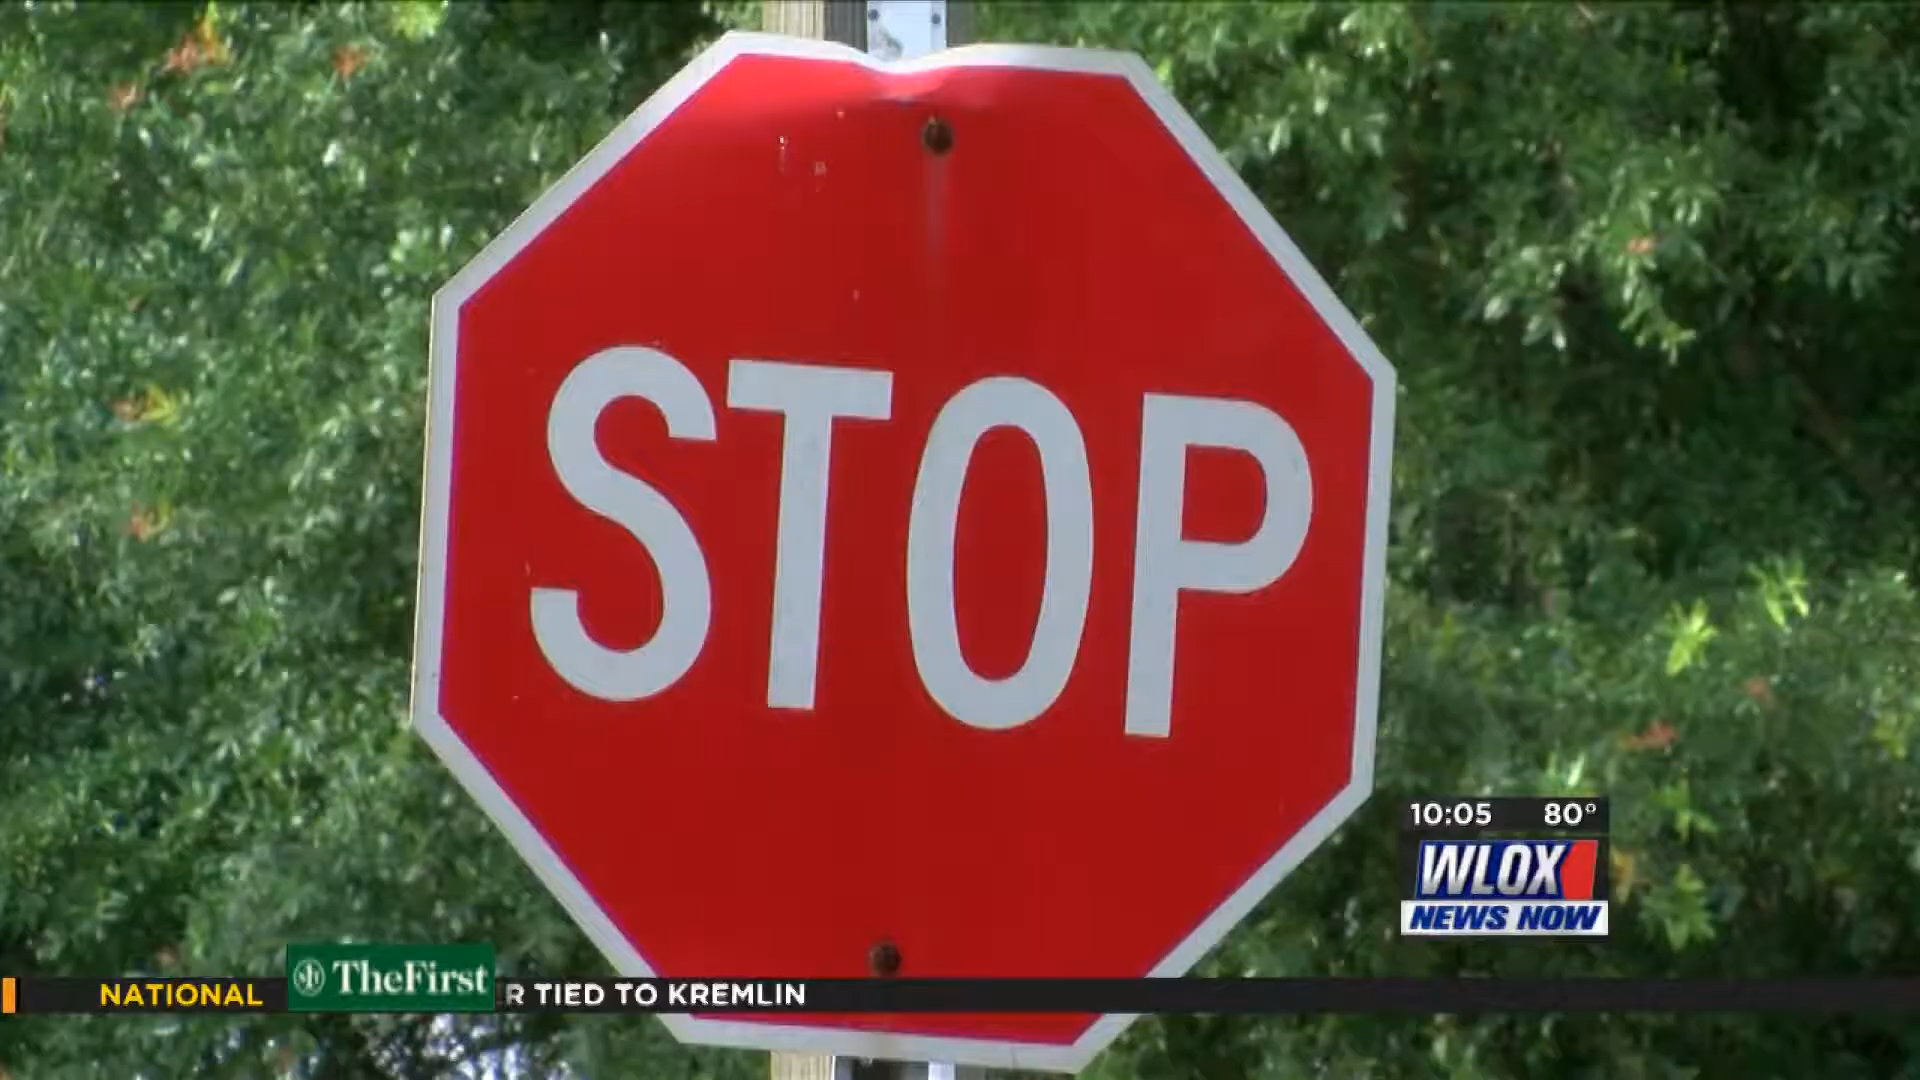 STOP
10:05 80°
WLOX
NEWS NOW
NATIONAL TheFirst R TIED TO KREMLIN